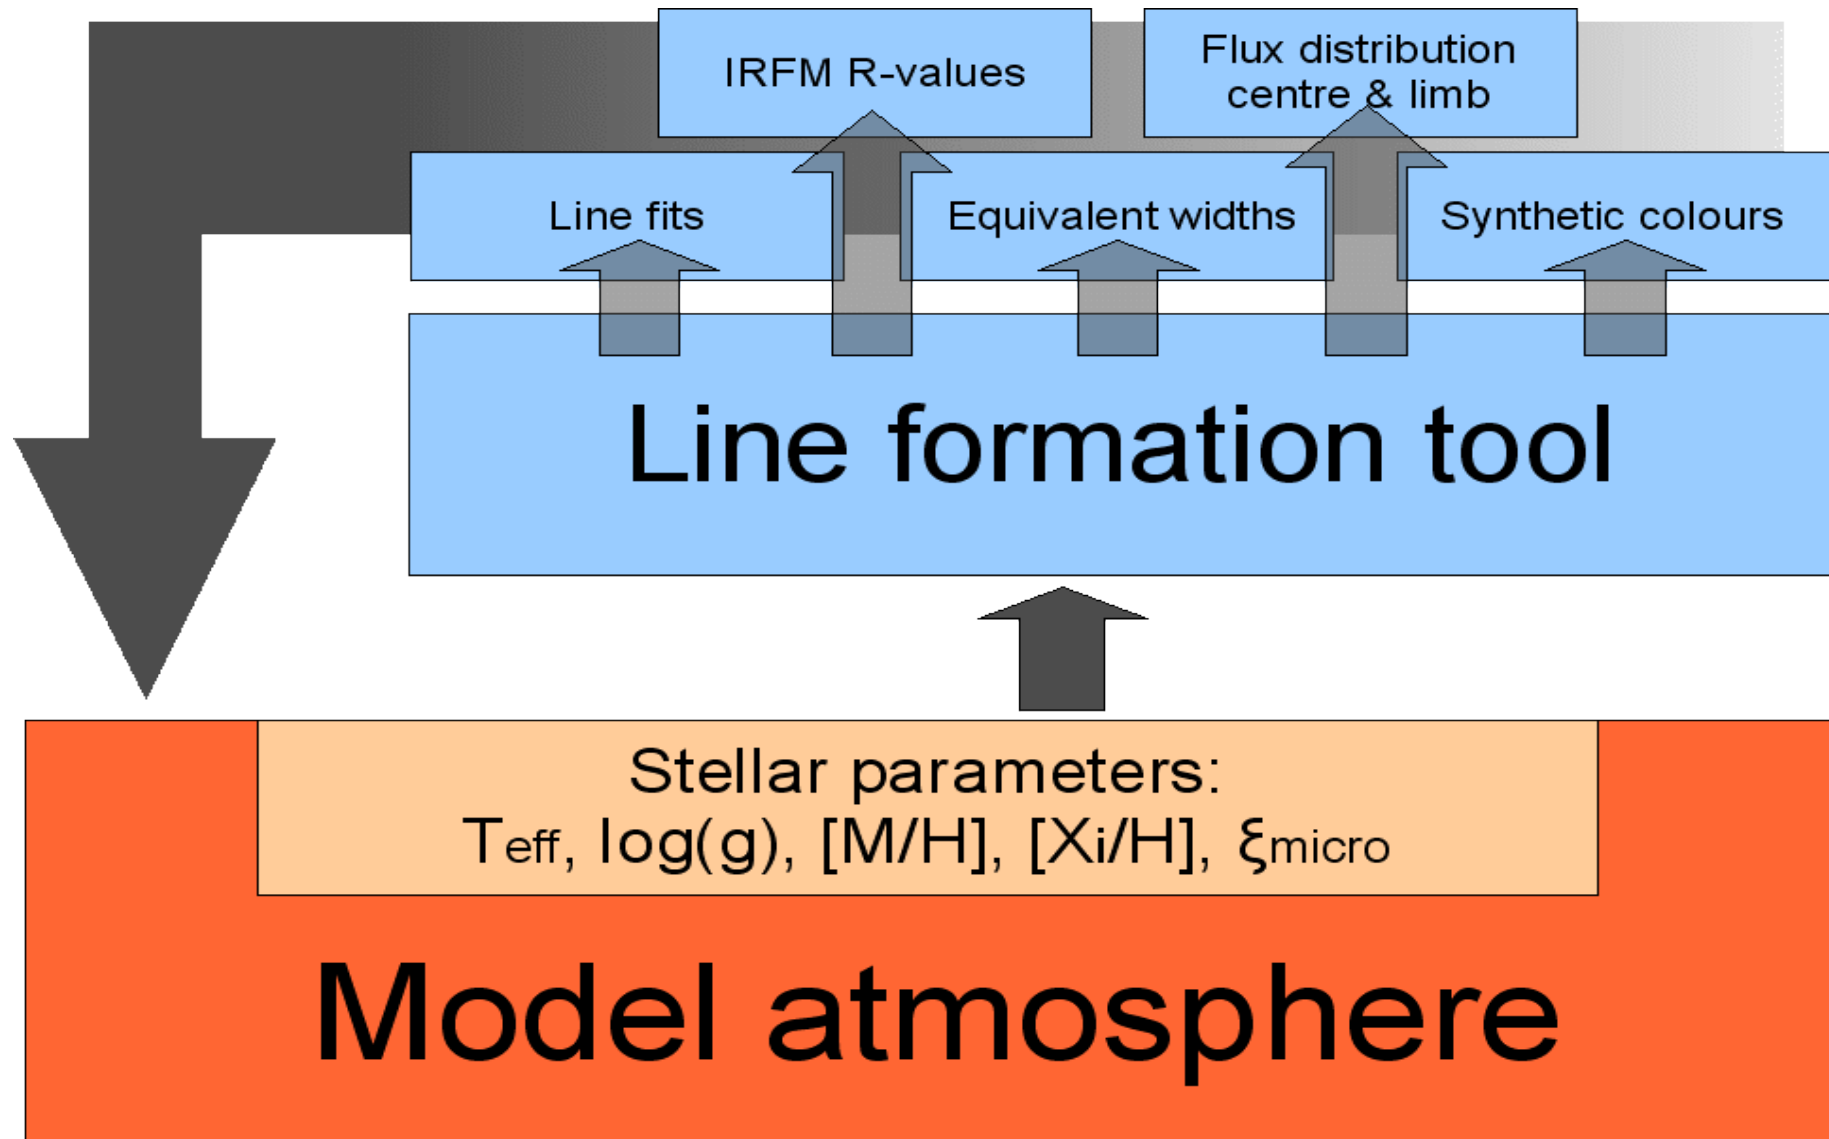 IRFM R-values
Flux distribution
centre & limb
Line fits
Equivalent widths
Synthetic colours
Line formation tool
Stellar parameters:
Teff, log(g), [M/H], [Xi/H], ξmicro
Model atmosphere